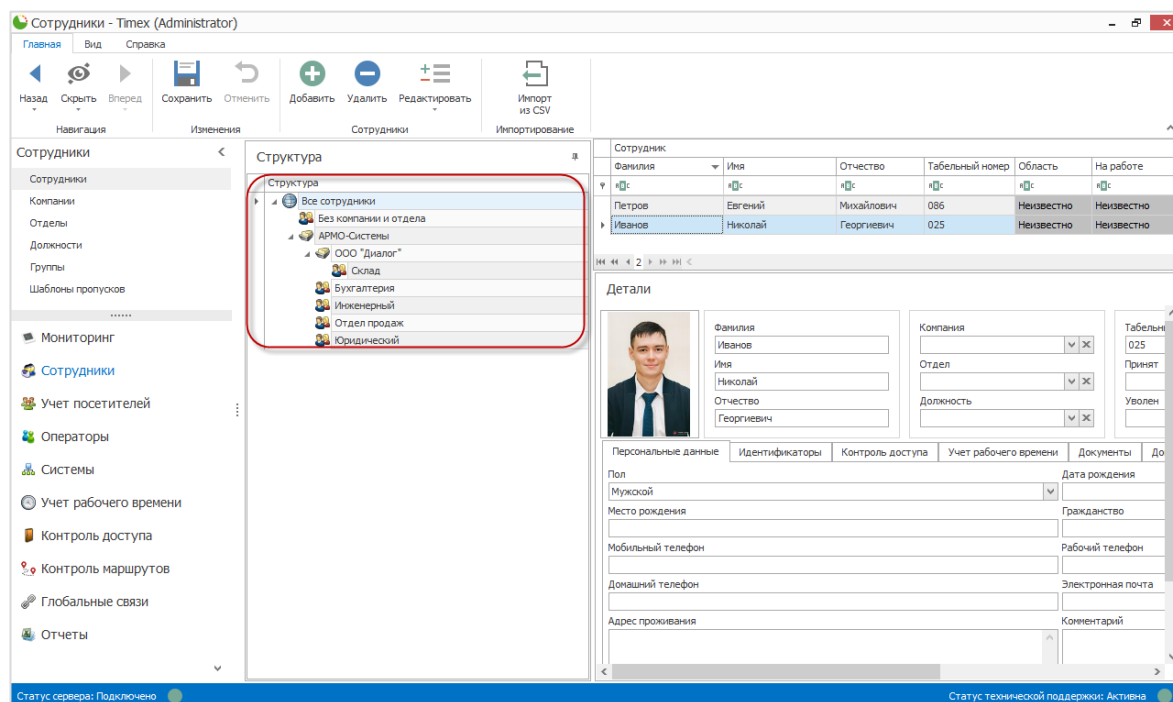 Сотрудники - Timex (Administrator)
Главная Вид Справка
Назад Скрыть Вперед Сохранить Отменить Добавить Удалить Редактировать Импорт из CSV
Навигация Изменения Сотрудники Импортирование
Сотрудники
Сотрудники
Компании
Отделы
Должности
Группы
Шаблоны пропусков
Мониторинг
Сотрудники
Учет посетителей
Операторы
Системы
Учет рабочего времени
Контроль доступа
Контроль маршрутов
Глобальные связи
Отчеты
Структура
Структура
Все сотрудники
Без компании и отдела
АРМО-Системы
ООО "Диалог"
Склад
Бухгалтерия
Инженерный
Отдел продаж
Юридический
Сотрудник
Фамилия Имя Отчество Табельный номер Область На работе
Петров Евгений Михайлович 086 Неизвестно Неизвестно
Иванов Николай Георгиевич 025 Неизвестно Неизвестно
2
Детали
Фамилия Компания
Иванов 025
Имя Отдел Принят
Николай
Отчество Должность Уволен
Георгиевич
Персональные данные Идентификаторы Контроль доступа Учет рабочего времени Документы
Пол Дата рождения
Мужской
Место рождения Гражданство
Мобильный телефон Рабочий телефон
Домашний телефон Электронная почта
Адрес проживания Комментарий
Статус сервера: Подключено Статус технической поддержки: Активна